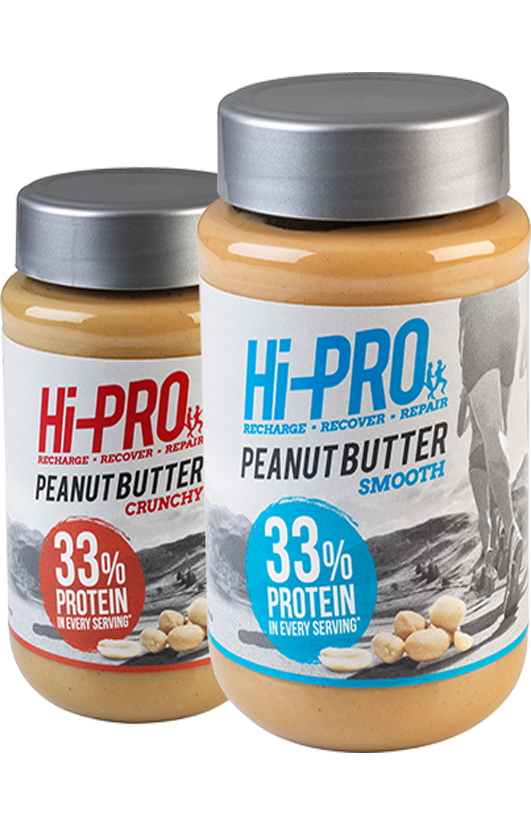 Hi-PRO
RECHARGE - RECOVER - REPAIR
PEANUT BUTTER
CRUNCHY
33%
PROTEIN
IN EVERY SERVING*
Hi-PRO
RECHARGE - RECOVER - REPAIR
PEANUT BUTTER
SMOOTH
33%
PROTEIN
IN EVERY SERVING*